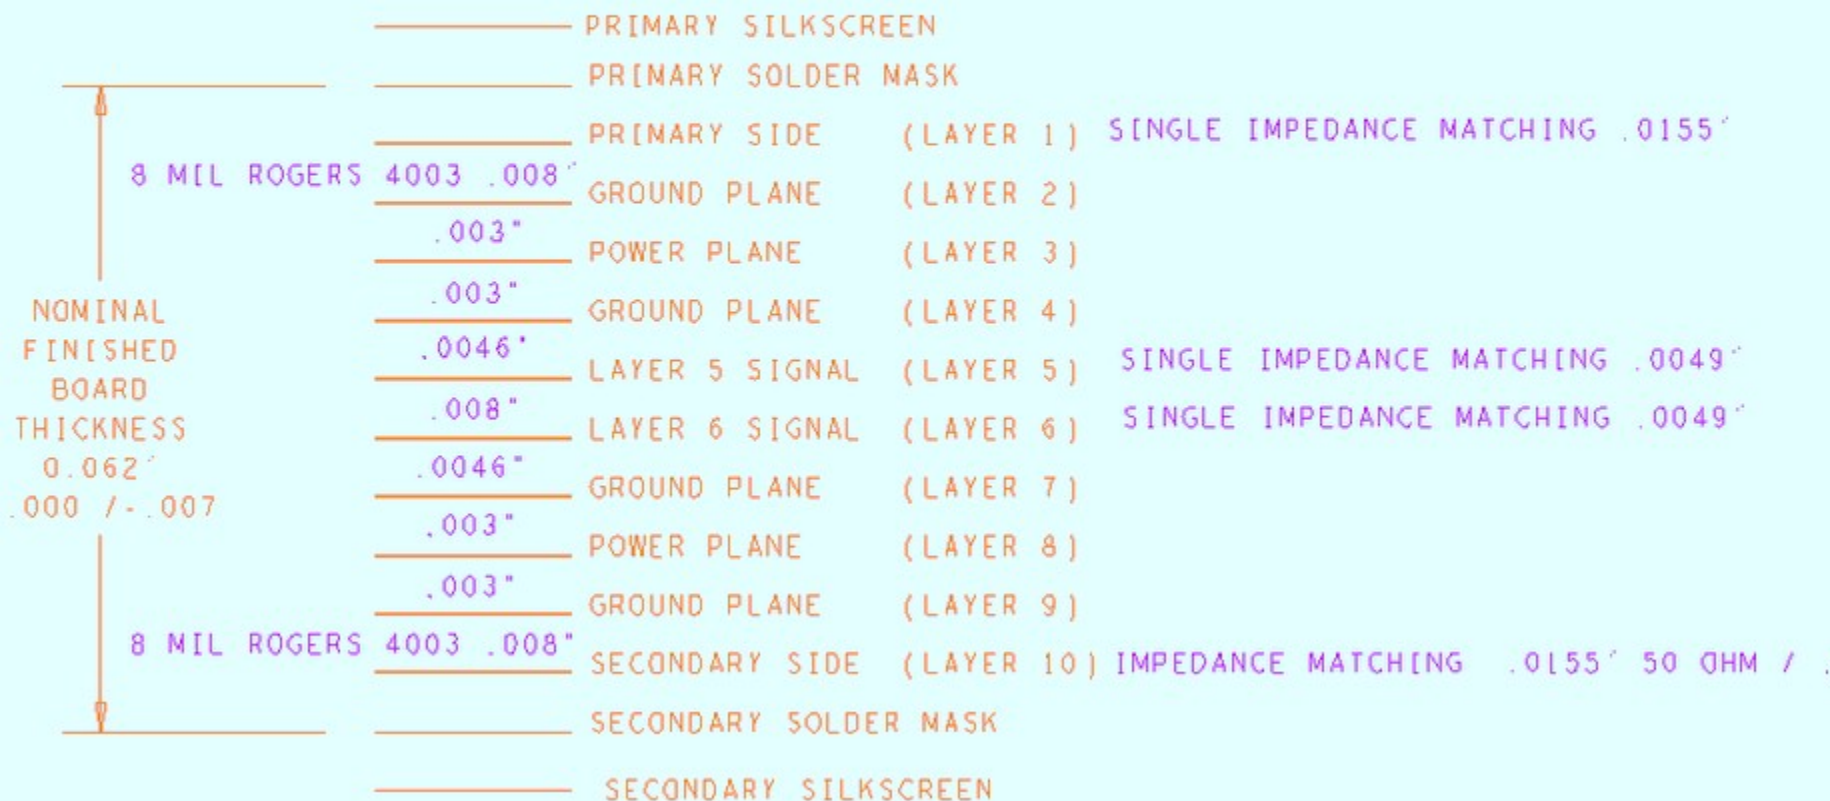 PRIMARY SILKSCREEN
PRIMARY SOLDER MASK
PRIMARY SIDE (LAYER 1) SINGLE IMPEDANCE MATCHING .0155"
8 MIL ROGERS 4003 .008"
GROUND PLANE (LAYER 2)
.003"
POWER PLANE (LAYER 3)
.003"
GROUND PLANE (LAYER 4)
.0046"
LAYER 5 SIGNAL (LAYER 5) SINGLE IMPEDANCE MATCHING .0049"
.008"
LAYER 6 SIGNAL (LAYER 6) SINGLE IMPEDANCE MATCHING .0049"
.0046"
GROUND PLANE (LAYER 7)
.003"
POWER PLANE (LAYER 8)
.003"
GROUND PLANE (LAYER 9)
8 MIL ROGERS 4003 .008"
SECONDARY SIDE (LAYER 10) IMPEDANCE MATCHING .0155" 50 OHM / .
SECONDARY SOLDER MASK
SECONDARY SILKSCREEN
NOMINAL
FINISHED
BOARD
THICKNESS
0.062"
.000 /-.007